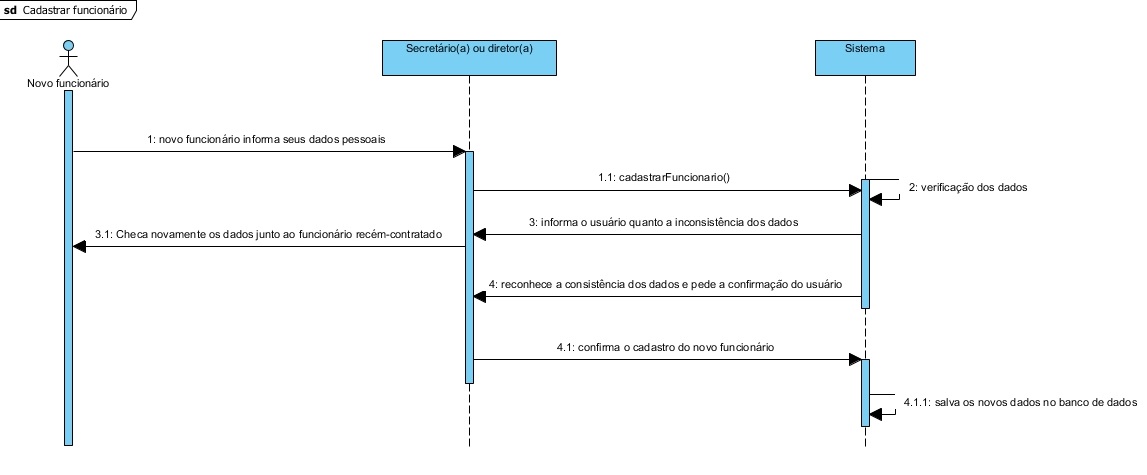 sd Cadastrar funcionário
Novo funcionário
Secretário(a) ou diretor(a)
Sistema
1: novo funcionário informa seus dados pessoais
1.1: cadastrarFuncionario()
2: verificação dos dados
3: informa o usuário quanto a inconsistência dos dados
3.1: Checa novamente os dados junto ao funcionário recém-contratado
4: reconhece a consistência dos dados e pede a confirmação do usuário
4.1: confirma o cadastro do novo funcionário
4.1.1: salva os novos dados no banco de dados